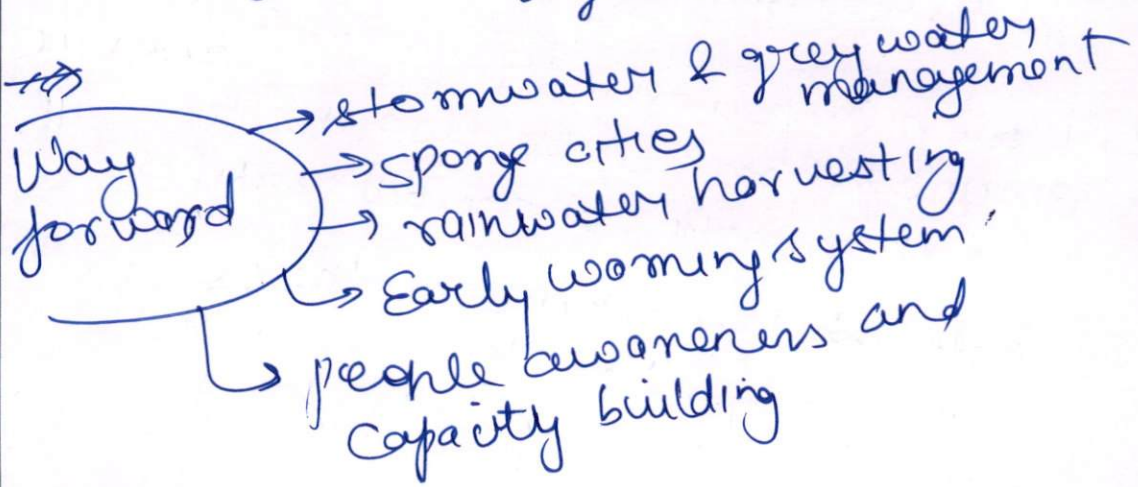 Way
forward
→ stormwater & grey water
management
→ sponge cities
→ rainwater harvesting
→ Early warning system
→ people awareness and
capacity building